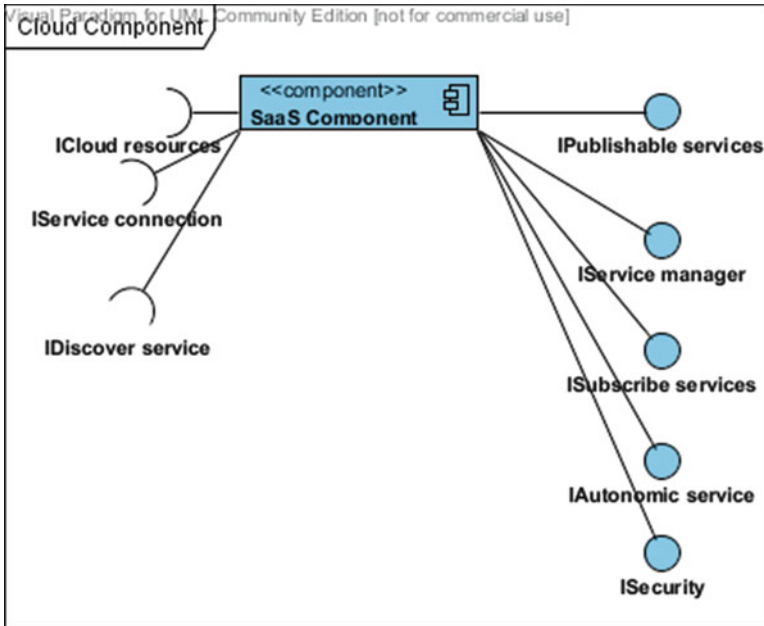 Visual Paradigm for UML Community Edition [not for commercial use]
Cloud Component
<<component>>
SaaS Component
ICloud resources
IPublishable services
IService connection
IService manager
IDiscover service
ISubscribe services
IAutonomic service
ISecurity